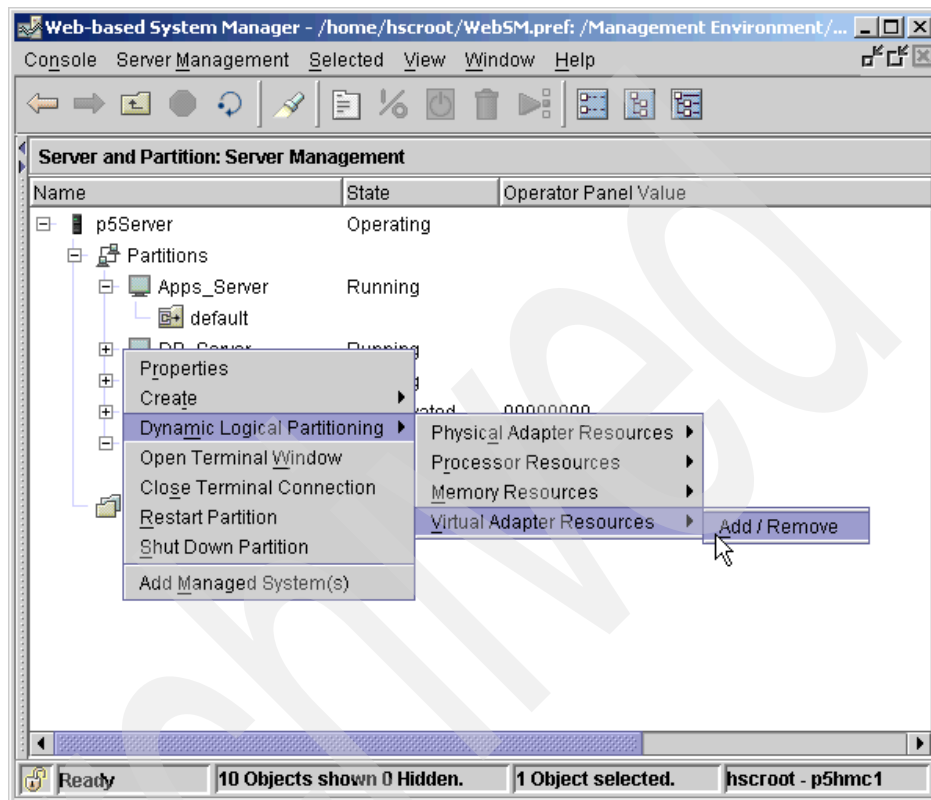 Web-based System Manager - /home/hscroot/WebSM.pref: /Management Environment/...
Console Server Management Selected View Window Help
Server and Partition: Server Management
Name State Operator Panel Value
p5Server Operating
Partitions
Apps_Server Running
default
DB_Server Running
00000000
Properties
Create
Dynamic Logical Partitioning
Open Terminal Window
Close Terminal Connection
Restart Partition
Shut Down Partition
Add Managed System(s)
Physical Adapter Resources
Processor Resources
Memory Resources
Virtual Adapter Resources
Add / Remove
Ready 10 Objects shown 0 Hidden. 1 Object selected. hscroot - p5hmc1